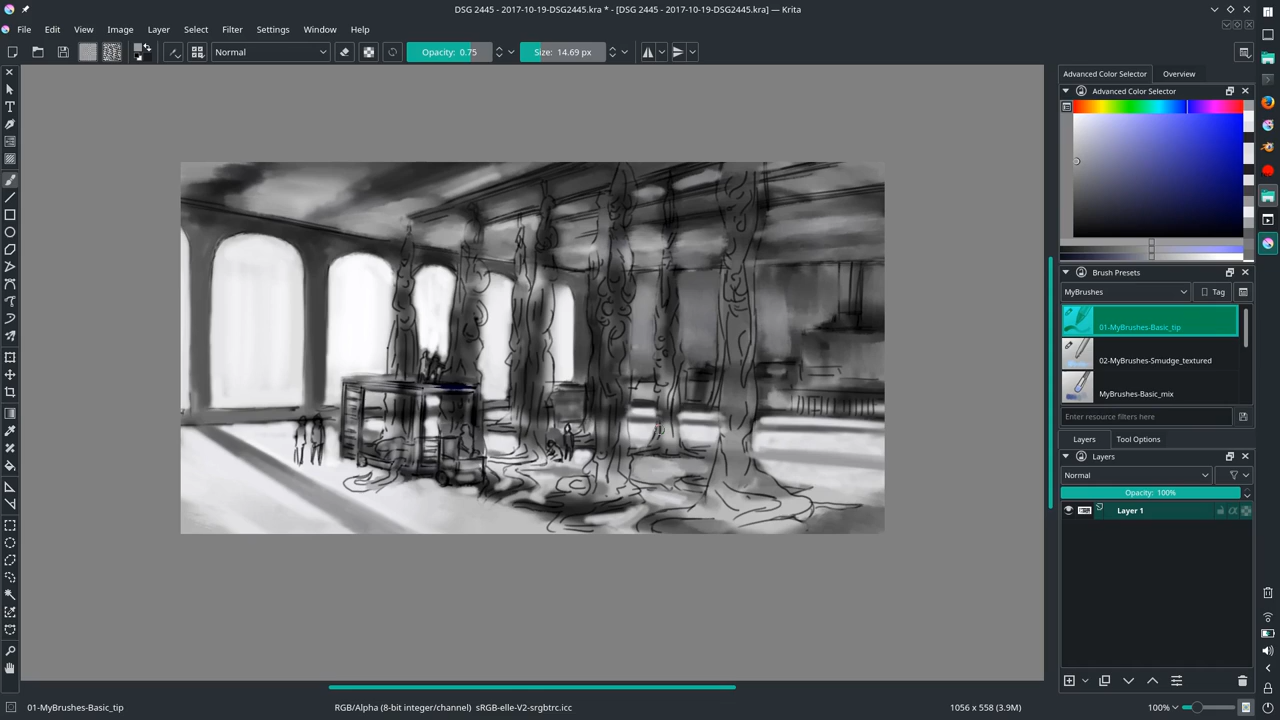 DSG 2445 - 2017-10-19-DSG2445.kra * - [DSG 2445 - 2017-10-19-DSG2445.kra] — Krita
File Edit View Image Layer Select Filter Settings Window Help
Normal Opacity: 0.75 Size: 14.69 px
Advanced Color Selector Overview
Advanced Color Selector
Brush Presets
MyBrushes Tag
01-MyBrushes-Basic_tip
02-MyBrushes-Smudge_textured
MyBrushes-Basic_mix
Enter resource filters here
Layers Tool Options
Layers
Normal
Opacity: 100%
Layer 1
01-MyBrushes-Basic_tip RGB/Alpha (8-bit integer/channel) sRGB-elle-V2-srgbtrc.icc 1056 x 558 (3.9M) 100%